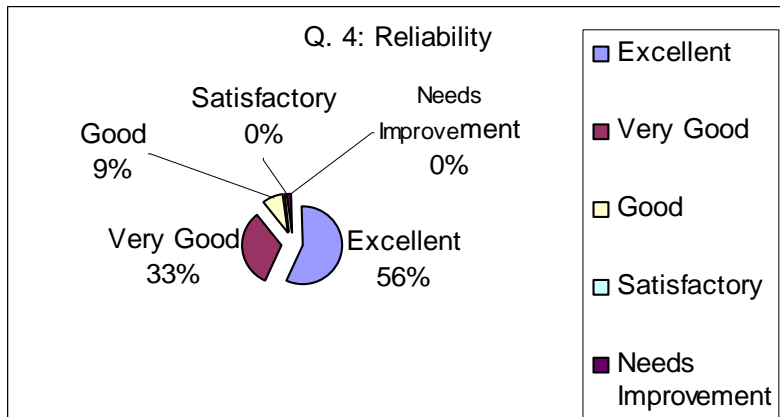 Q. 4: Reliability
Satisfactory
0%
Needs
Improvement
0%
Good
9%
Very Good
33%
Excellent
56%
Excellent
Very Good
Good
Satisfactory
Needs
Improvement